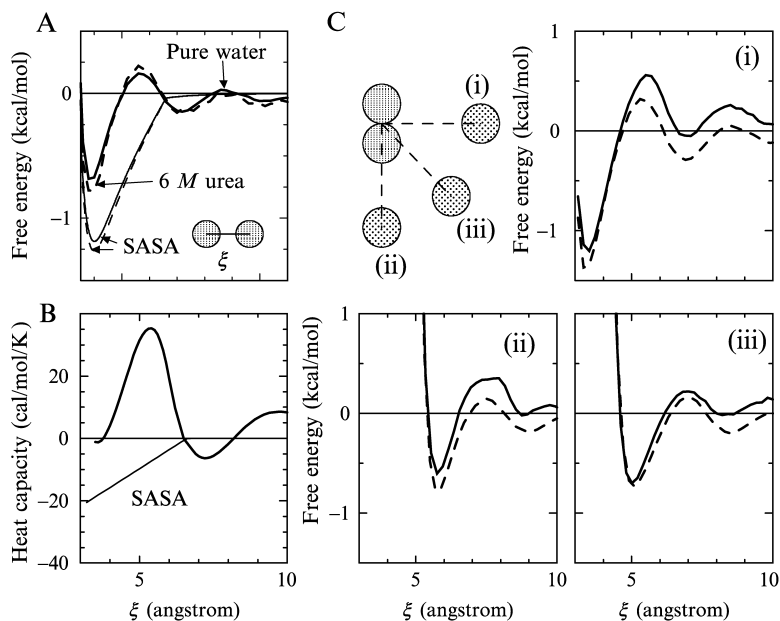 A
Free energy (kcal/mol)
0
−1
Pure water
6 M urea
SASA
ξ
B
Heat capacity (cal/mol/K)
20
0
−20
−40
SASA
5
10
ξ (angstrom)
C
(i)
(iii)
(ii)
Free energy (kcal/mol)
1
0
−1
(i)
Free energy (kcal/mol)
1
0
−1
(ii)
5
10
ξ (angstrom)
(iii)
5
10
ξ (angstrom)